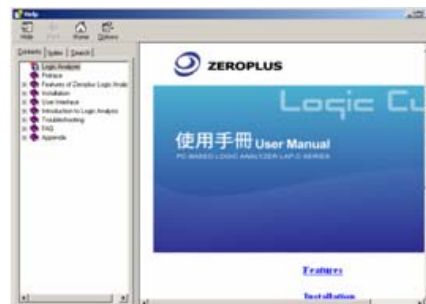 Help
Hide
Home
Options
Contents
Index
Search
Logic Analyzer
Preface
Features of Zeroplus Logic Analy
Installation
User Interface
Introduction to Logic Analysis
Troubleshooting
FAQ
Appendix
ZEROPLUS
Logic Cu
使用手冊 User Manual
PC-BASED LOGIC ANALYZER LAP-C SERIES
Features
Installation